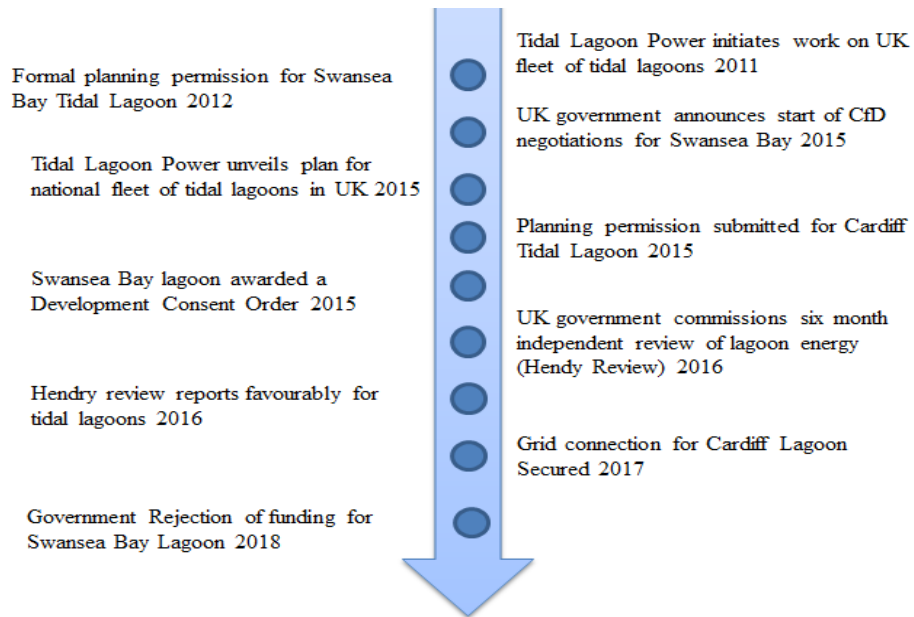 Tidal Lagoon Power initiates work on UK
fleet of tidal lagoons 2011
Formal planning permission for Swansea
Bay Tidal Lagoon 2012
UK government announces start of CfD
negotiations for Swansea Bay 2015
Tidal Lagoon Power unveils plan for
national fleet of tidal lagoons in UK 2015
Planning permission submitted for Cardiff
Tidal Lagoon 2015
Swansea Bay lagoon awarded a
Development Consent Order 2015
UK government commissions six month
independent review of lagoon energy
(Hendy Review) 2016
Hendry review reports favourably for
tidal lagoons 2016
Grid connection for Cardiff Lagoon
Secured 2017
Government Rejection of funding for
Swansea Bay Lagoon 2018